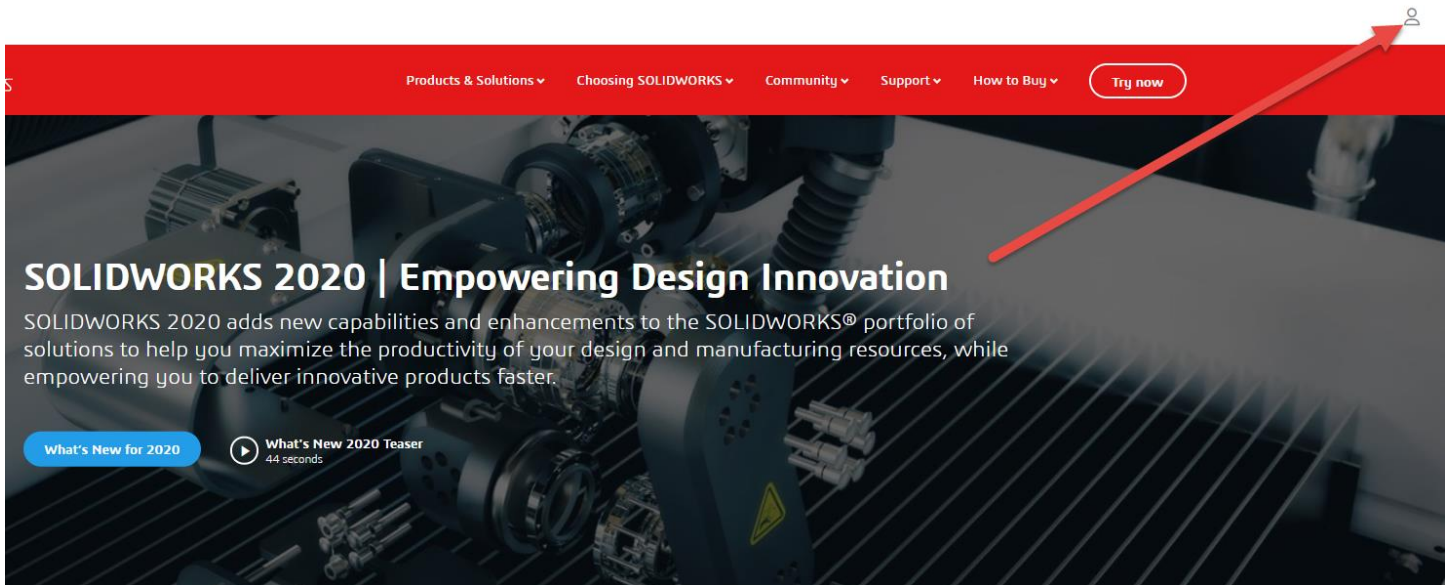 Products & Solutions
Choosing SOLIDWORKS
Community
Support
How to Buy
Try now
SOLIDWORKS 2020 | Empowering Design Innovation
SOLIDWORKS 2020 adds new capabilities and enhancements to the SOLIDWORKS® portfolio of
solutions to help you maximize the productivity of your design and manufacturing resources, while
empowering you to deliver innovative products faster.
What's New for 2020
What's New 2020 Teaser
44 seconds